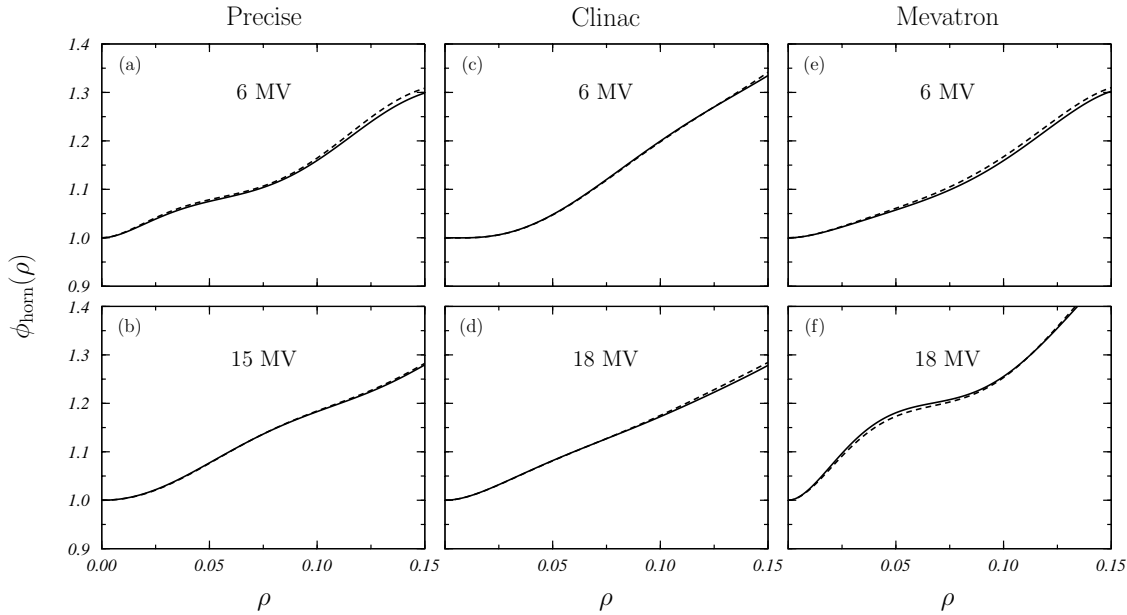 Precise Clinac Mevatron
1.4 (a) (c) (e)
6 MV 6 MV 6 MV
1.3
1.2
1.1
1.0
0.9
ϕhorn(ρ)
1.4 (b) (d) (f)
15 MV 18 MV 18 MV
1.3
1.2
1.1
1.0
0.9
0.00 0.05 0.10 0.15 0.05 0.10 0.15 0.05 0.10 0.15
ρ ρ ρ